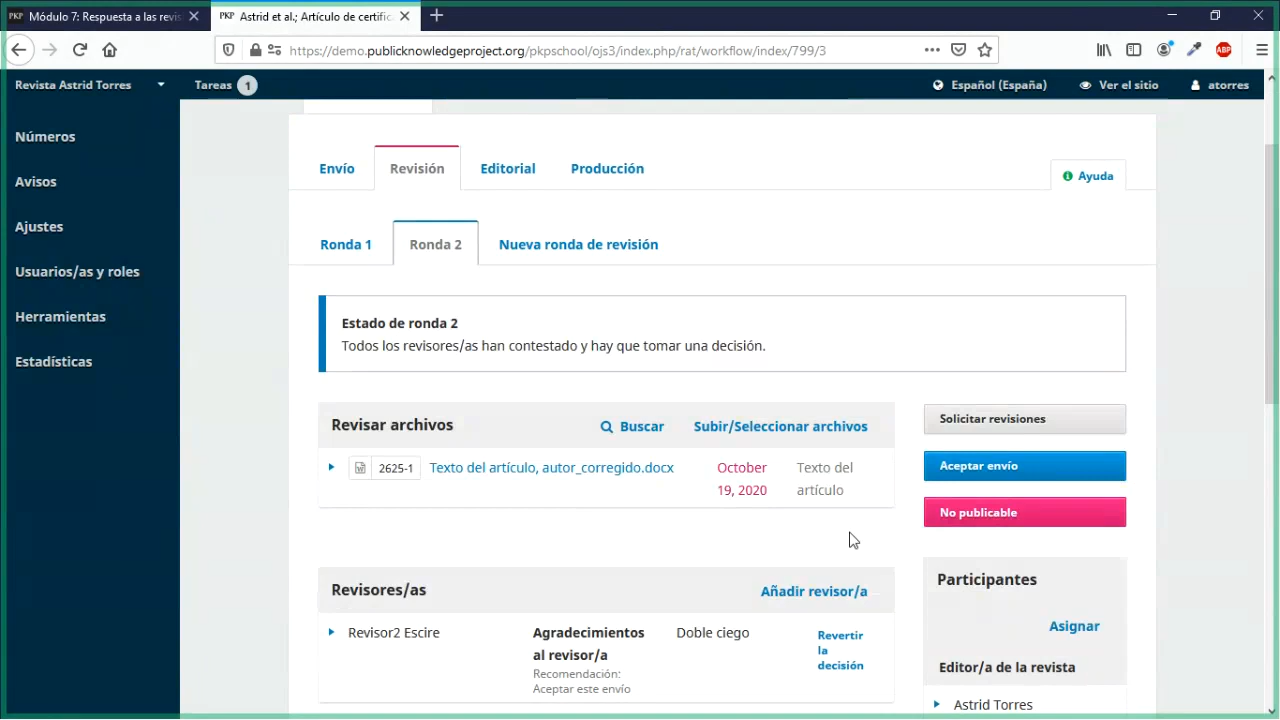 PKP Módulo 7: Respuesta a las revis
PKP Astrid et al.; Artículo de certific
https://demo.publicknowledgeproject.org/pkpschool/ojs3/index.php/rat/workflow/index/799/3
ABP
Revista Astrid Torres
Tareas 1
Español (España)
Ver el sitio
atorres
Números
Avisos
Ajustes
Usuarios/as y roles
Herramientas
Estadísticas
Envío
Revisión
Editorial
Producción
Ayuda
Ronda 1
Ronda 2
Nueva ronda de revisión
Estado de ronda 2
Todos los revisores/as han contestado y hay que tomar una decisión.
Revisar archivos
Buscar
Subir/Seleccionar archivos
2625-1
Texto del artículo, autor_corregido.docx
October
19, 2020
Texto del
artículo
Solicitar revisiones
Aceptar envío
No publicable
Revisores/as
Añadir revisor/a
Revisor2 Escire
Agradecimientos
al revisor/a
Recomendación:
Aceptar este envío
Doble ciego
Revertir
la
decisión
Participantes
Asignar
Editor/a de la revista
Astrid Torres